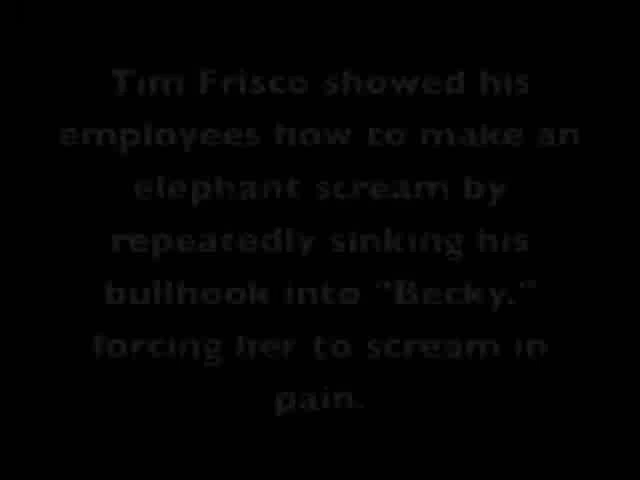 Tim Frisco showed his
employees how to make an
elephant scream by
repeatedly sinking his
bullhook into "Becky,"
forcing her to scream in
pain.